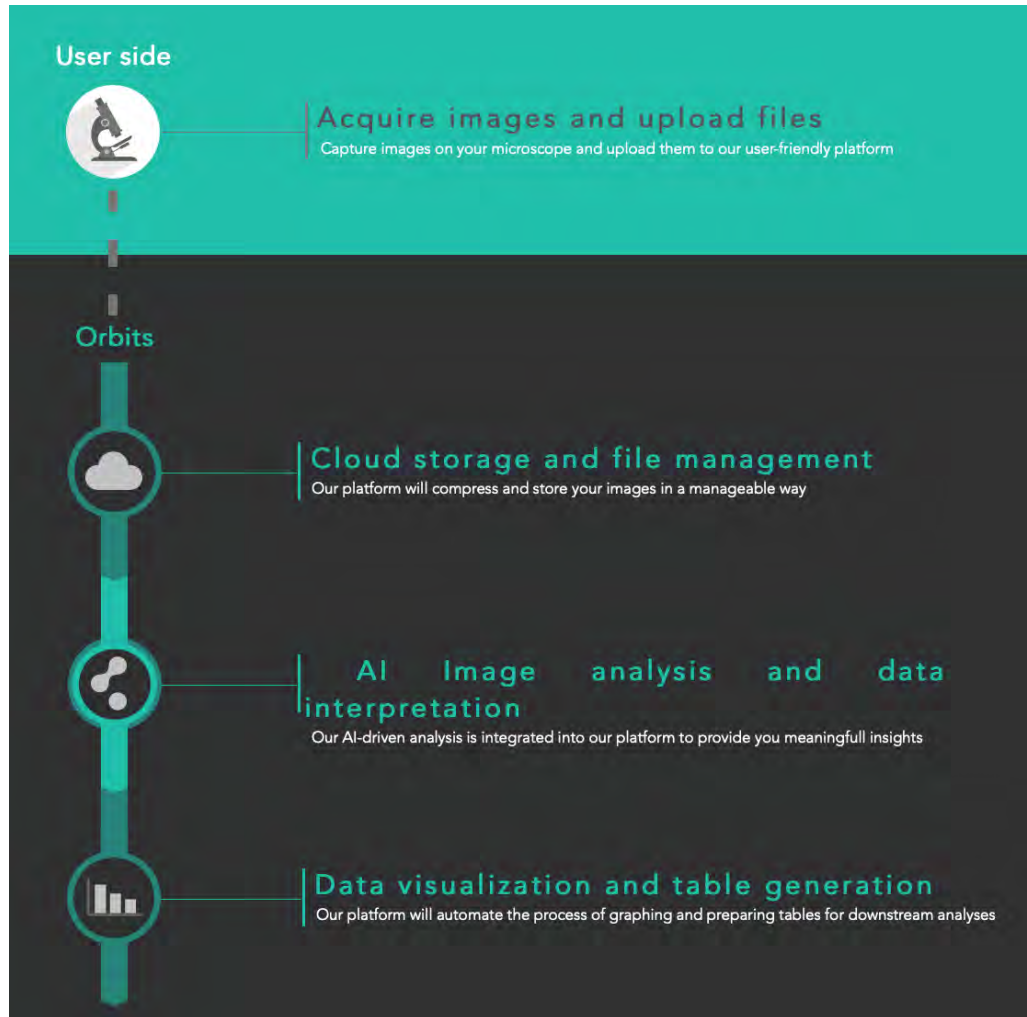 User side
Acquire images and upload files
Capture images on your microscope and upload them to our user-friendly platform
Orbits
Cloud storage and file management
Our platform will compress and store your images in a manageable way
AI Image analysis and data
interpretation
Our AI-driven analysis is integrated into our platform to provide you meaningfull insights
Data visualization and table generation
Our platform will automate the process of graphing and preparing tables for downstream analyses